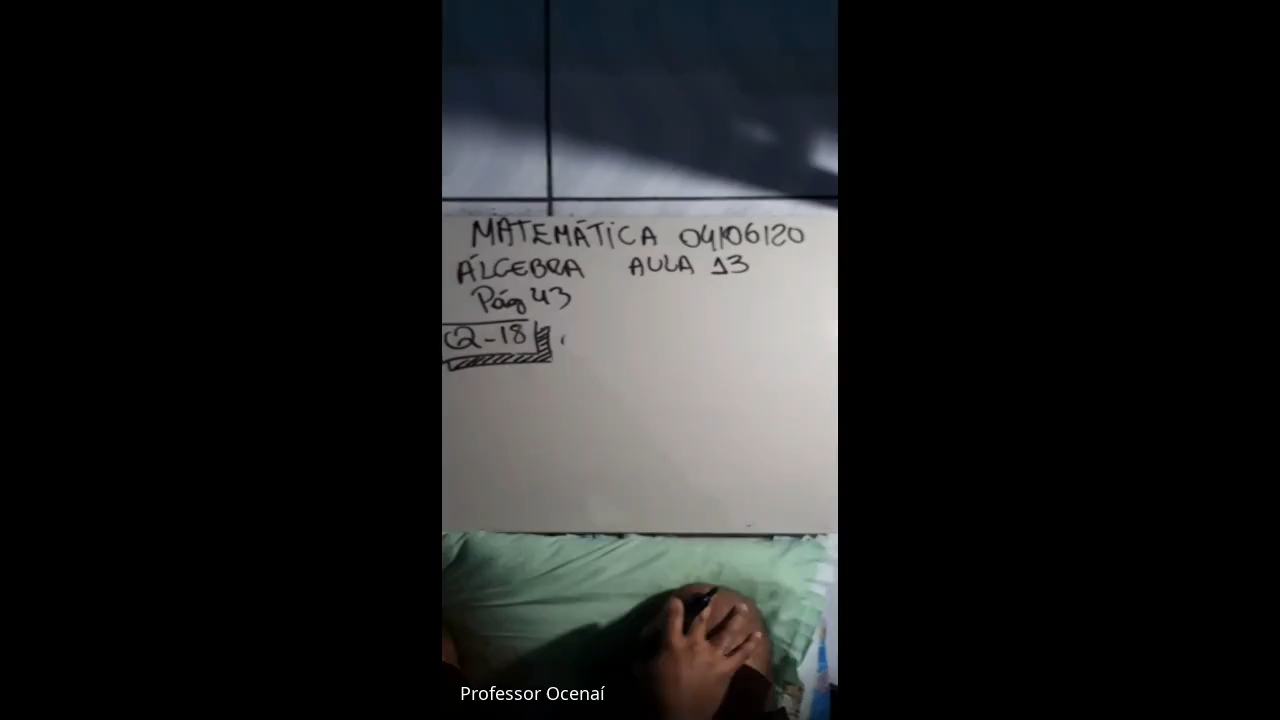 MATEMÁTICA 04/06/20
ÁLGEBRA AULA 13
Pág 43
Q-18
Professor Ocenaí